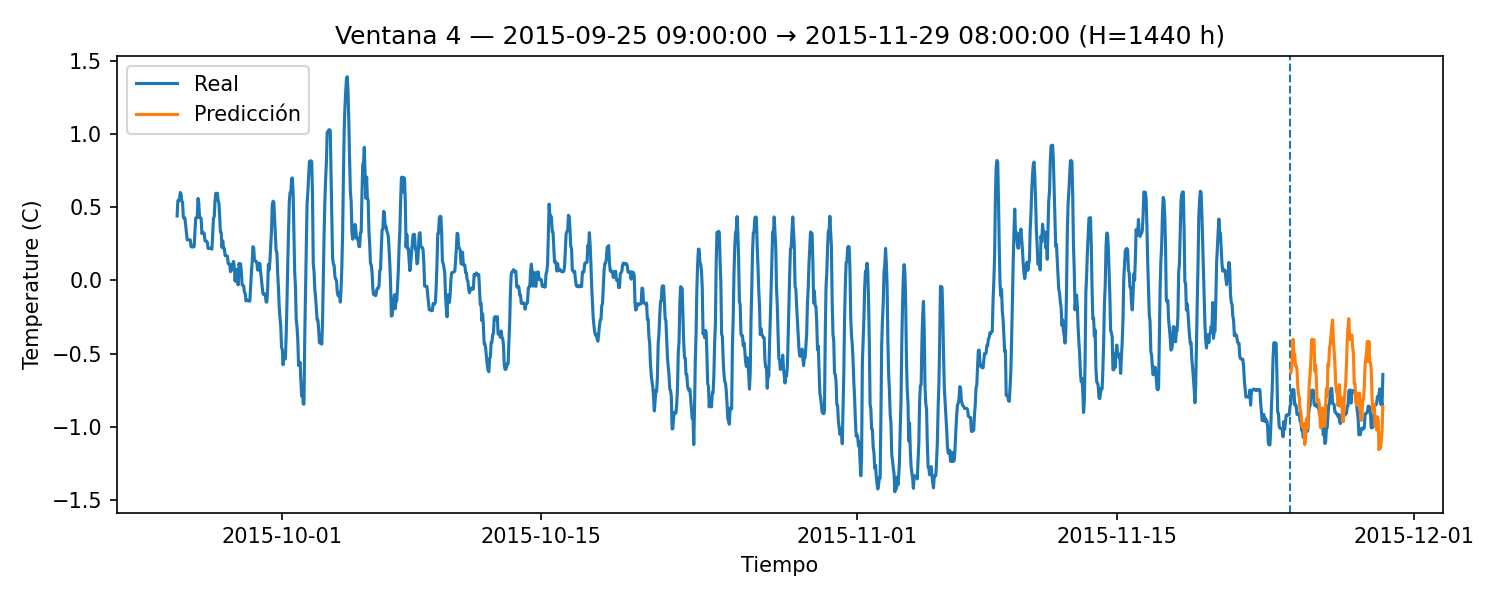 Ventana 4 — 2015-09-25 09:00:00 → 2015-11-29 08:00:00 (H=1440 h)
Real
Predicción
Temperature (C)
1.5
1.0
0.5
0.0
−0.5
−1.0
−1.5
2015-10-01
2015-10-15
2015-11-01
2015-11-15
2015-12-01
Tiempo